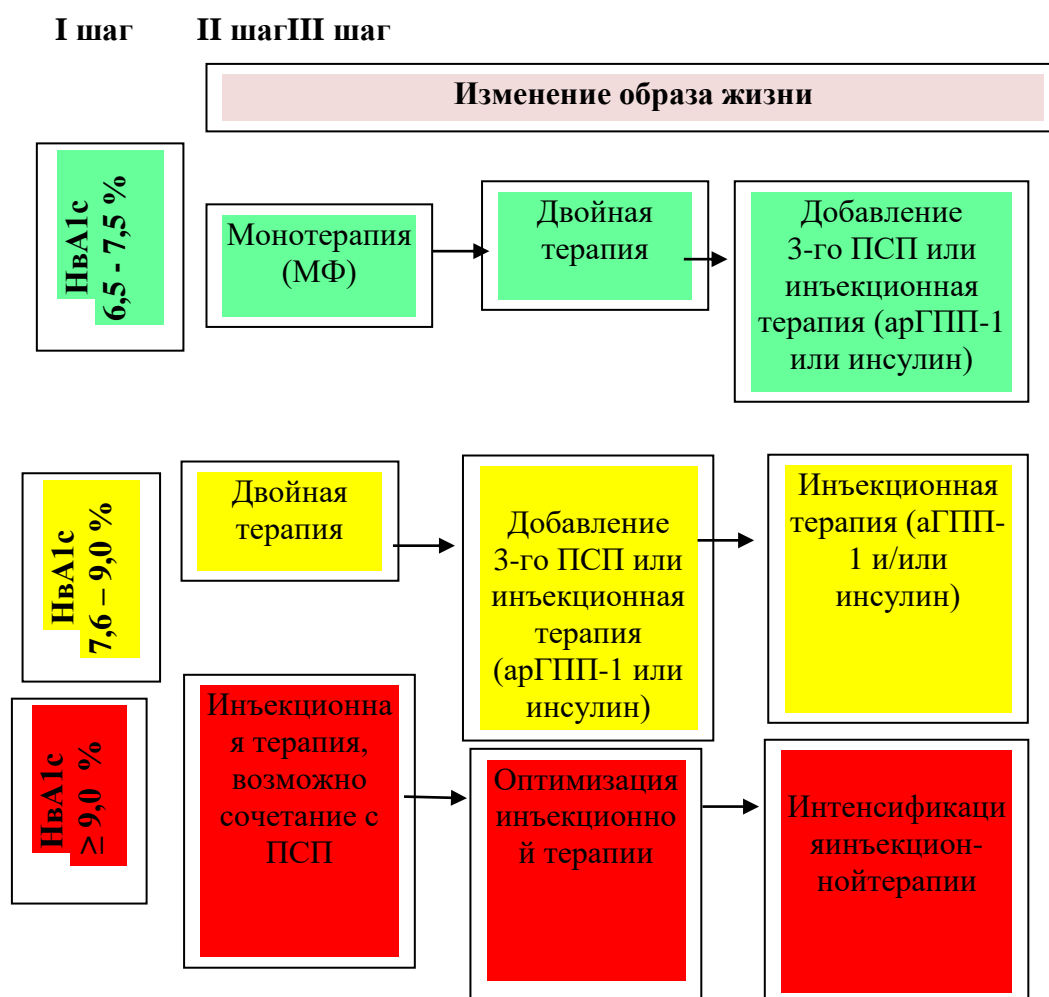 I шаг II шагIII шаг
Изменение образа жизни
НвА1с
6,5 - 7,5 %
Монотерапия
(МФ)
Двойная
терапия
Добавление
3-го ПСП или
инъекционная
терапия (арГПП-1
или инсулин)
НвА1с
7,6 – 9,0 %
Двойная
терапия
Добавление
3-го ПСП или
инъекционная
терапия
(арГПП-1 или
инсулин)
Инъекционная
терапия (аГПП-
1 и/или
инсулин)
НвА1с
≥ 9,0 %
Инъекционна
я терапия,
возможно
сочетание с
ПСП
Оптимизация
инъекционно
й терапии
Интенсификаци
яинъекцион-
нойтерапии